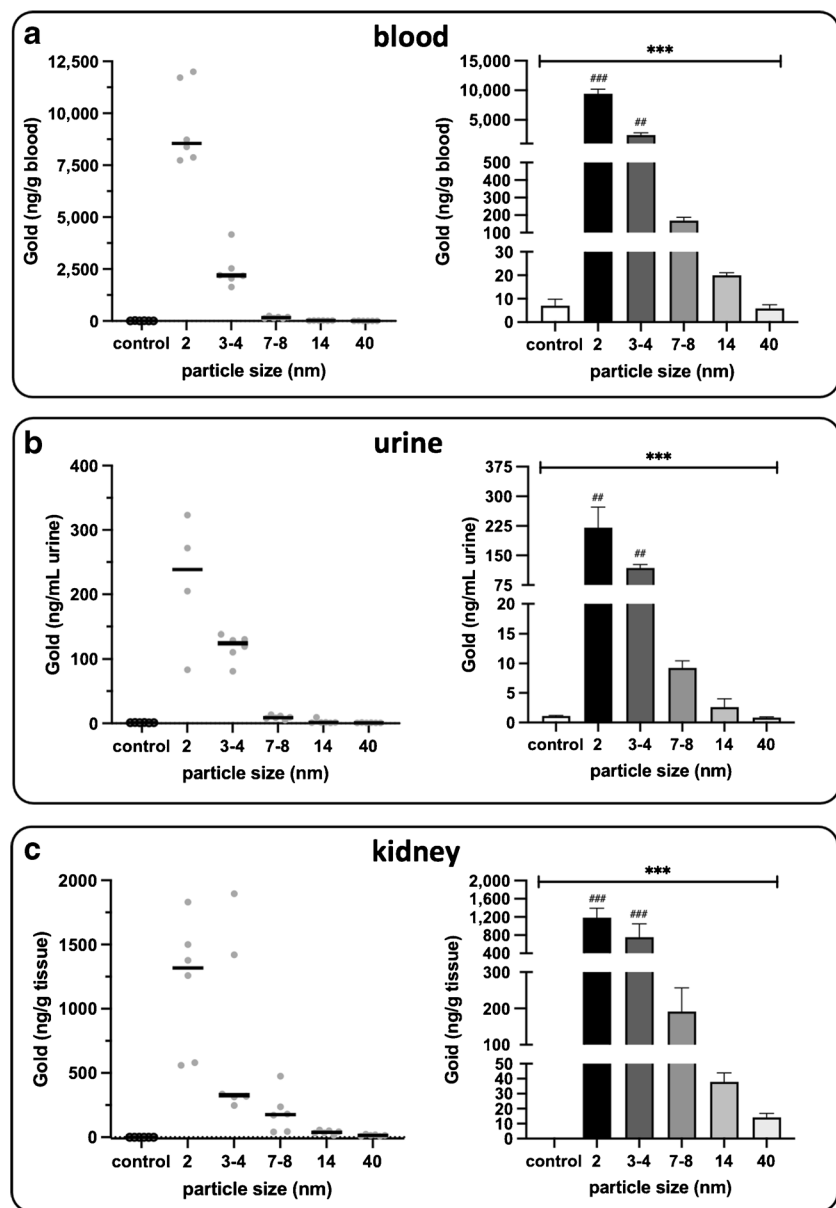 a
blood
12,500
10,000
7,500
5,000
2,500
0
Gold (ng/g blood)
control 2 3-4 7-8 14 40
particle size (nm)
***
###
##
15,000
10,000
5,000
500
400
300
200
100
30
20
10
0
Gold (ng/g blood)
control 2 3-4 7-8 14 40
particle size (nm)
b
urine
400
300
200
100
0
Gold (ng/mL urine)
control 2 3-4 7-8 14 40
particle size (nm)
***
##
##
375
300
225
150
75
20
15
10
5
0
Gold (ng/mL urine)
control 2 3-4 7-8 14 40
particle size (nm)
c
kidney
2000
1500
1000
500
0
Gold (ng/g tissue)
control 2 3-4 7-8 14 40
particle size (nm)
***
###
###
2,000
1,600
1,200
800
400
300
200
100
50
40
30
20
10
0
Gold (ng/g tissue)
control 2 3-4 7-8 14 40
particle size (nm)